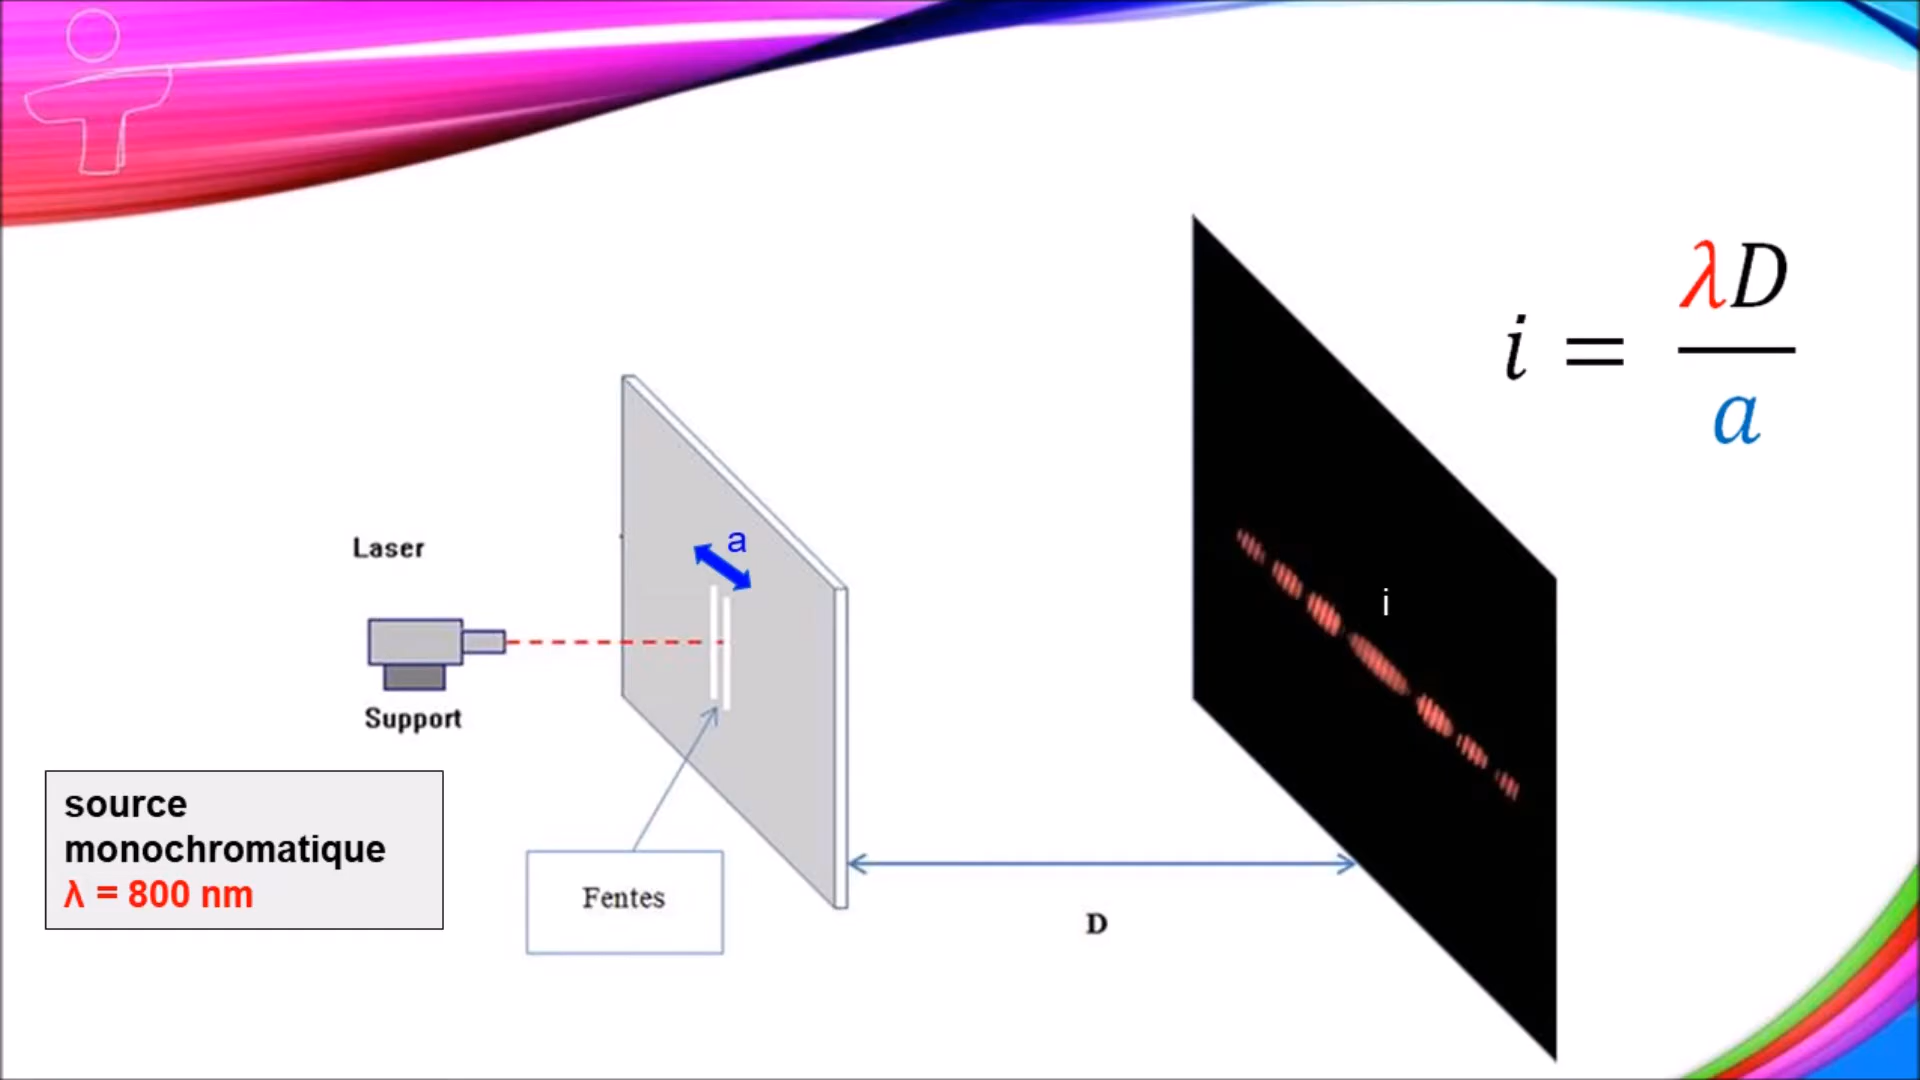 i = λD/a
a
Laser
i
Support
source
monochromatique
λ = 800 nm
Fentes
D